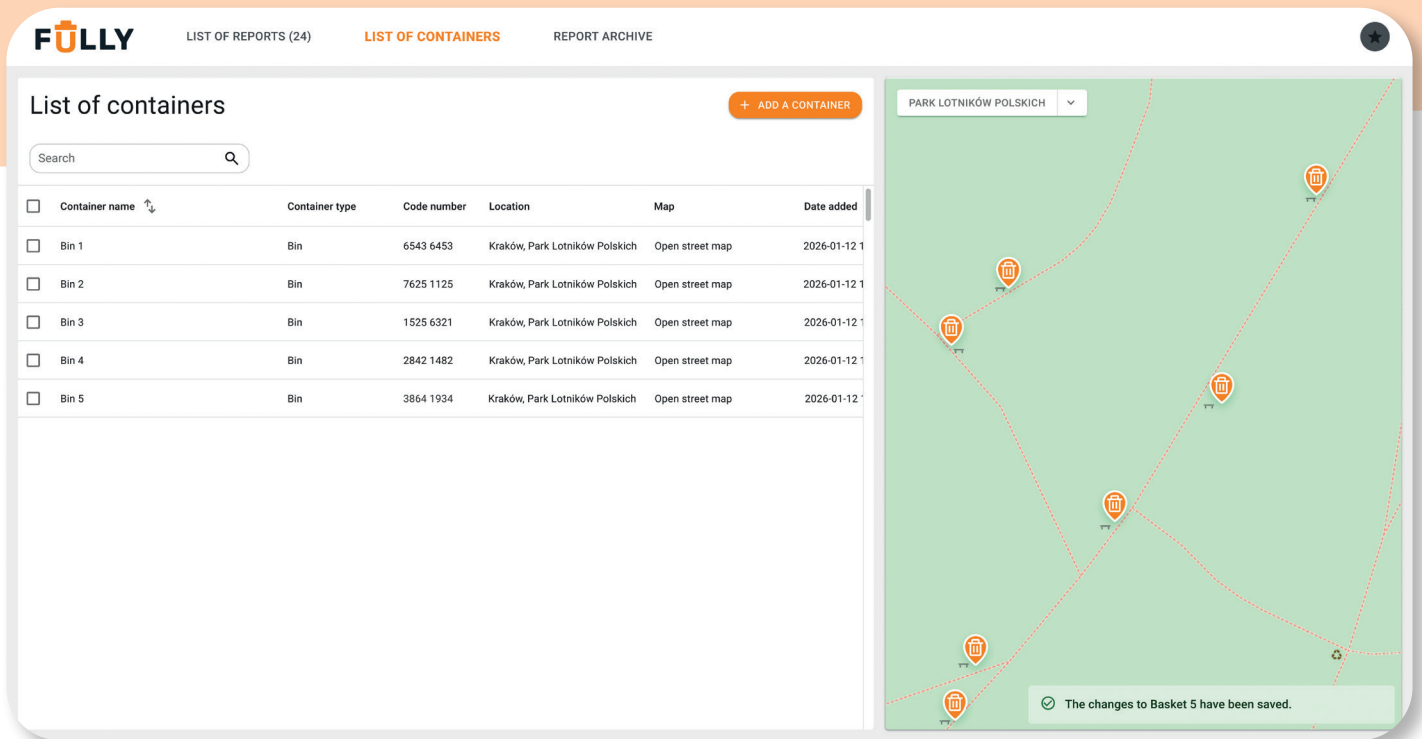 FULLY LIST OF REPORTS (24) LIST OF CONTAINERS REPORT ARCHIVE
List of containers
+ ADD A CONTAINER
Search
Container name Container type Code number Location Map Date added
Bin 1 Bin 6543 6453 Kraków, Park Lotników Polskich Open street map 2026-01-12 1
Bin 2 Bin 7625 1125 Kraków, Park Lotników Polskich Open street map 2026-01-12 1
Bin 3 Bin 1525 6321 Kraków, Park Lotników Polskich Open street map 2026-01-12 1
Bin 4 Bin 2842 1482 Kraków, Park Lotników Polskich Open street map 2026-01-12 1
Bin 5 Bin 3864 1934 Kraków, Park Lotników Polskich Open street map 2026-01-12
PARK LOTNIKÓW POLSKICH
The changes to Basket 5 have been saved.